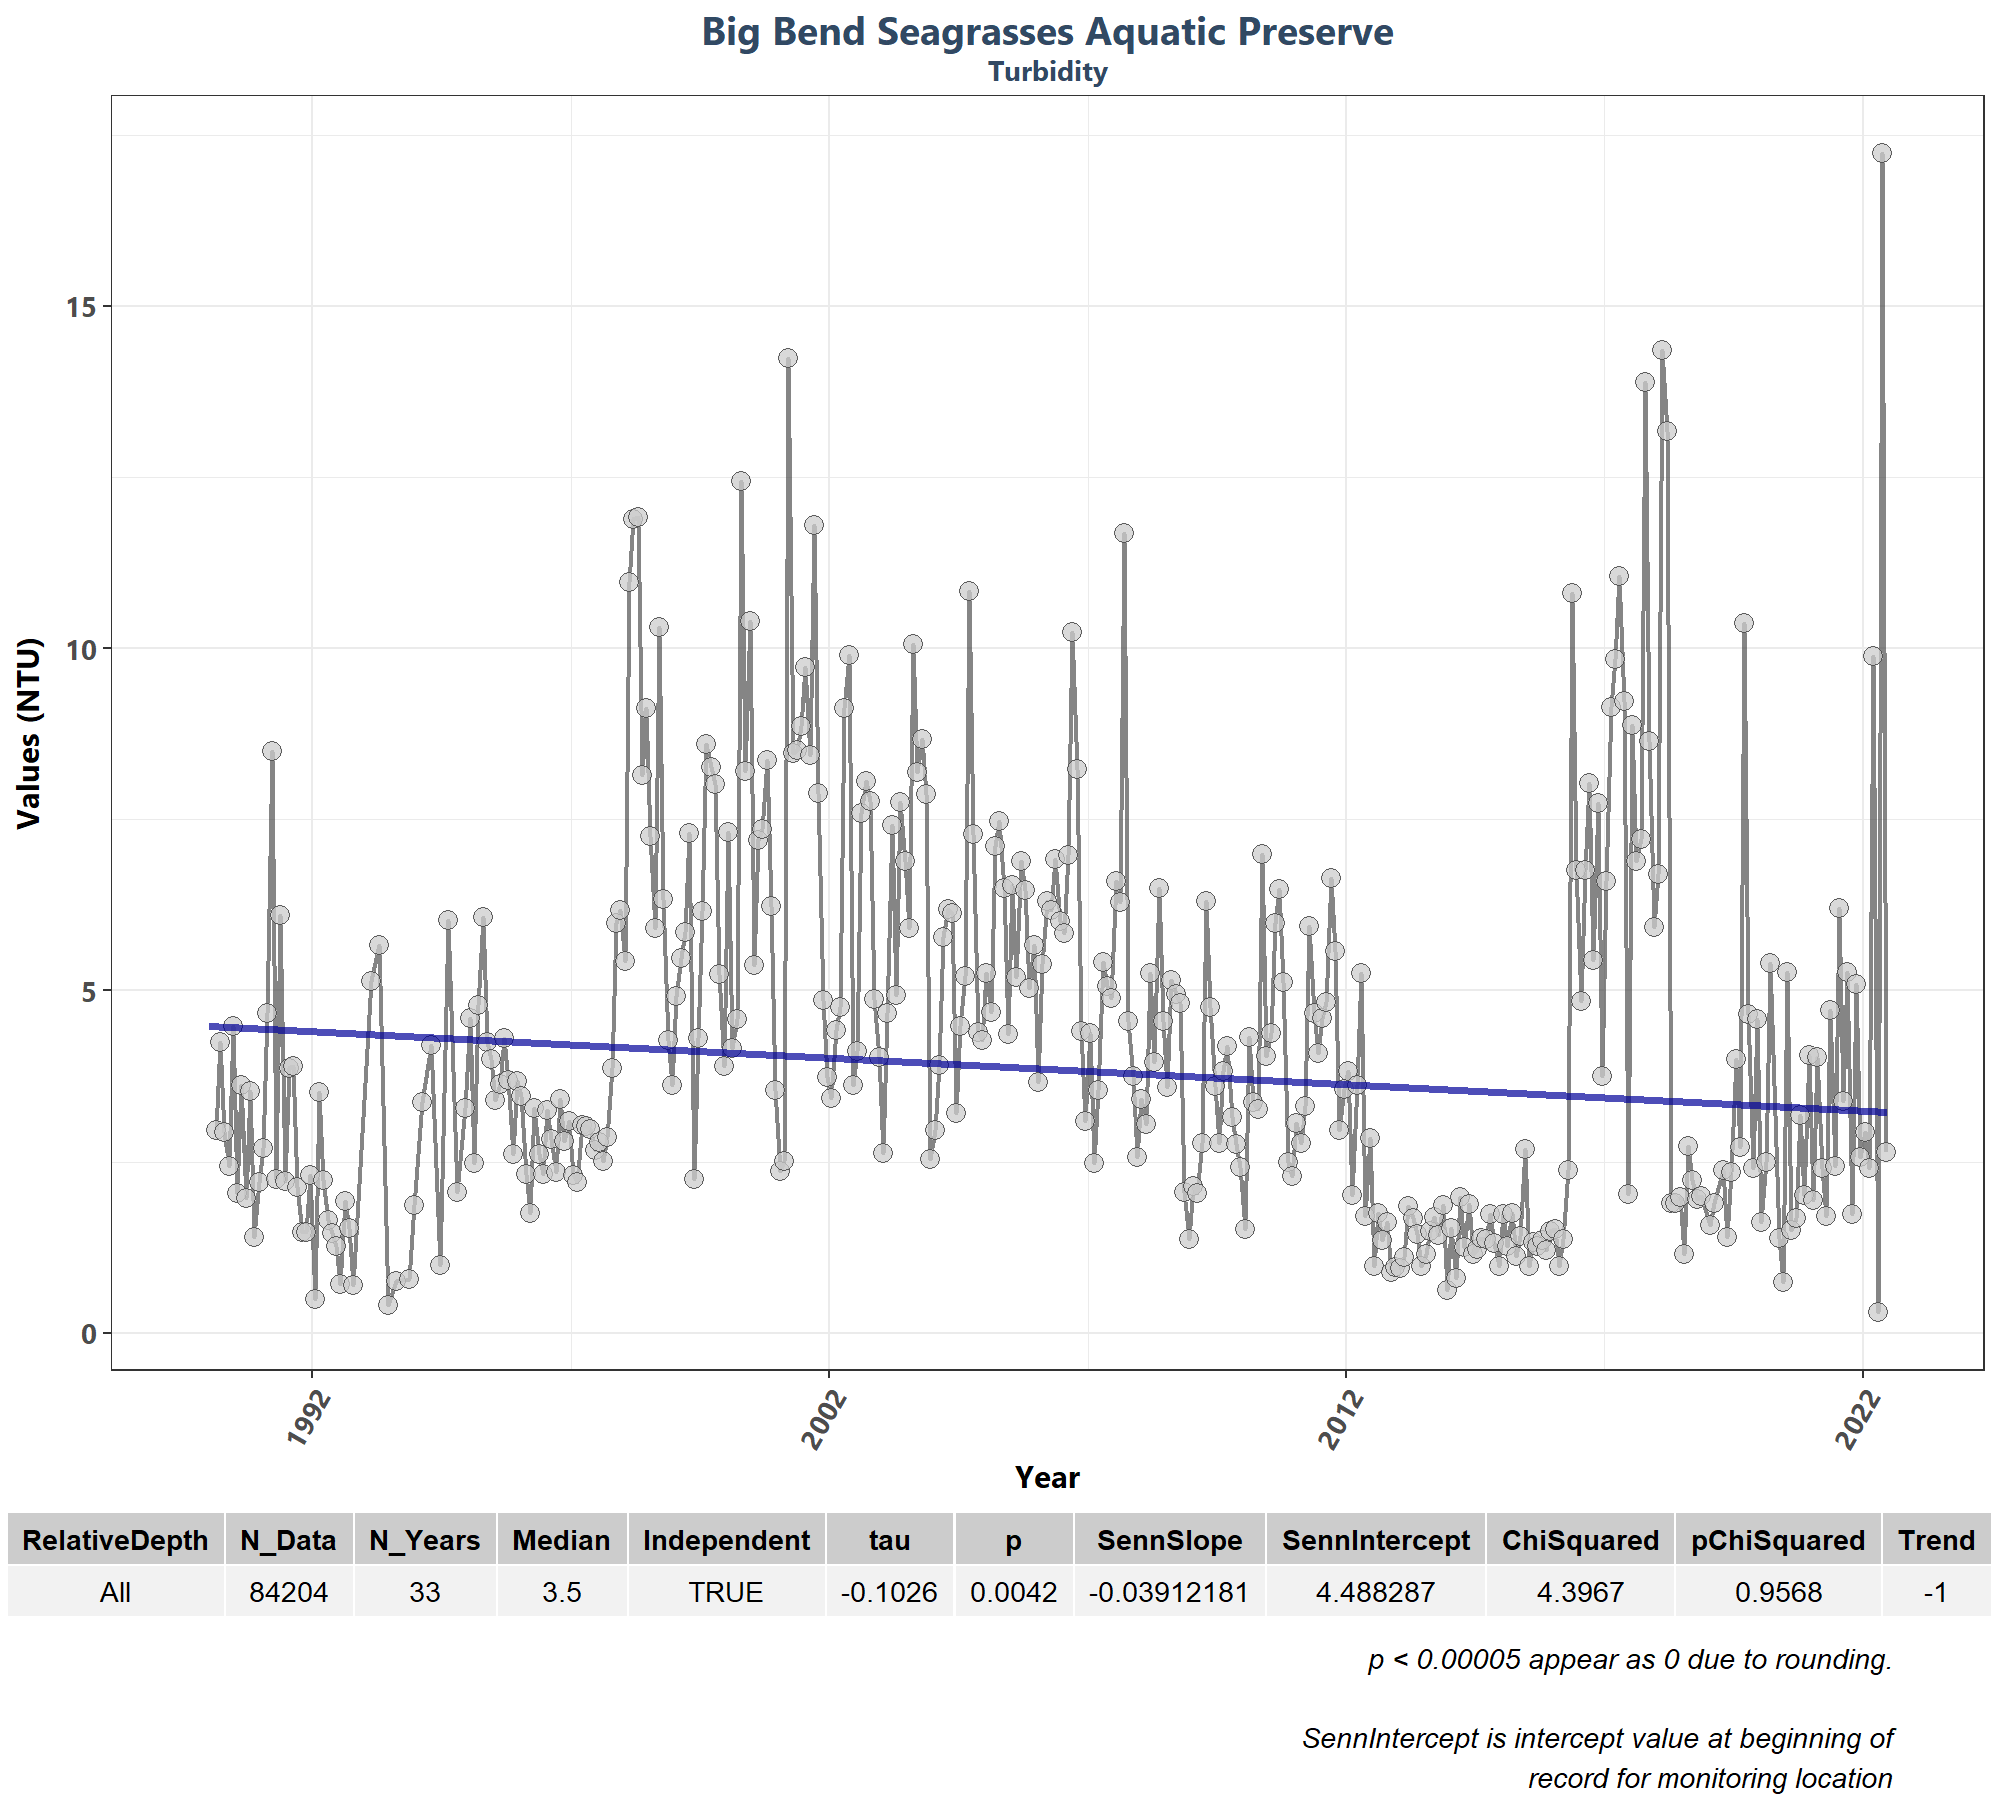 Big Bend Seagrasses Aquatic Preserve
Turbidity
Values (NTU)
15
10
5
0
1992 2002 2012 2022
Year
RelativeDepth N_Data N_Years Median Independent tau p SennSlope SennIntercept ChiSquared pChiSquared Trend
All 84204 33 3.5 TRUE -0.1026 0.0042 -0.03912181 4.488287 4.3967 0.9568 -1
p < 0.00005 appear as 0 due to rounding.
SennIntercept is intercept value at beginning of
record for monitoring location